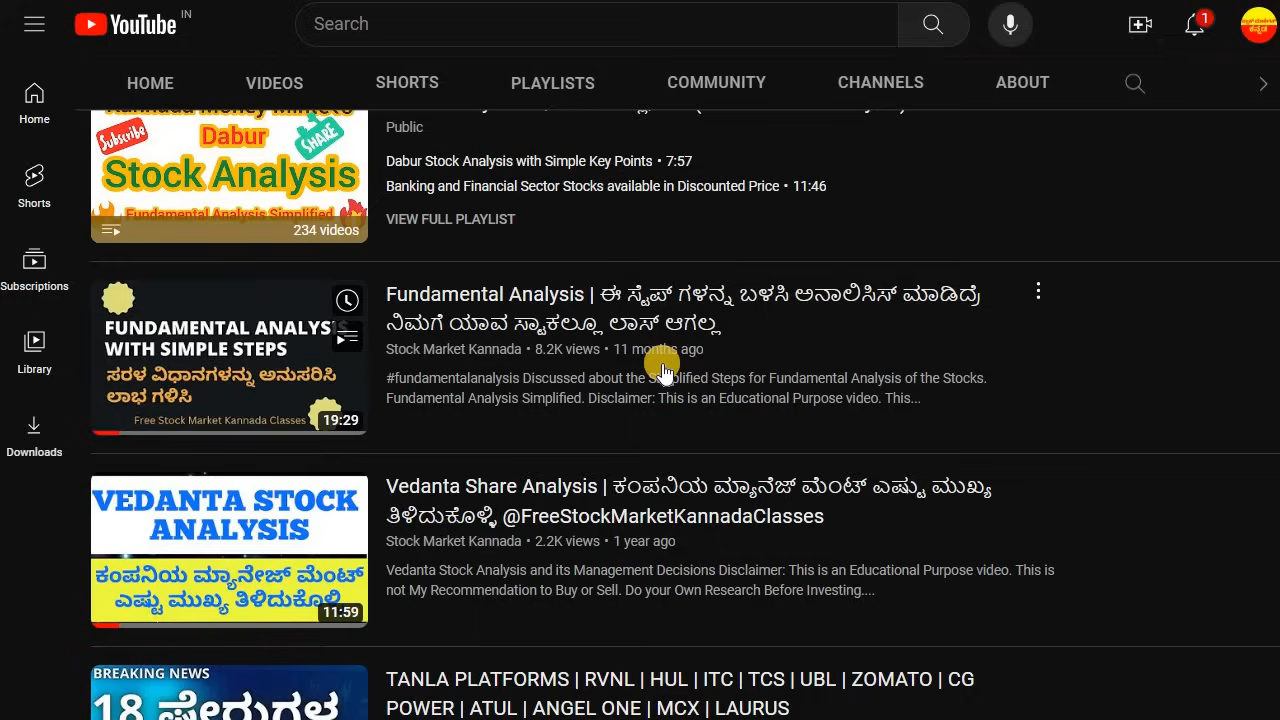 YouTube IN
Search
1
HOME
VIDEOS
SHORTS
PLAYLISTS
COMMUNITY
CHANNELS
ABOUT
Home
Shorts
Subscriptions
Library
Downloads
Kannada Money
Dabur
Subscribe
SHARE
Stock Analysis
Fundamental Analysis Simplified
234 videos
Public
Dabur Stock Analysis with Simple Key Points • 7:57
Banking and Financial Sector Stocks available in Discounted Price • 11:46
VIEW FULL PLAYLIST
FUNDAMENTAL ANALYS
WITH SIMPLE STEPS
ಸರಳ ವಿಧಾನಗಳನ್ನು ಅನುಸರಿಸಿ
ಲಾಭ ಗಳಿಸಿ
Free Stock Market Kannada Classes
19:29
Fundamental Analysis | ಈ ಸ್ಟೆಪ್ ಗಳನ್ನ ಬಳಸಿ ಅನಾಲಿಸಿಸ್ ಮಾಡಿದ್ರೆ
ನಿಮಗೆ ಯಾವ ಸ್ಟಾಕಲ್ಲೂ ಲಾಸ್ ಆಗಲ್ಲ
Stock Market Kannada • 8.2K views • 11 months ago
#fundamentalanalysis Discussed about the Simplified Steps for Fundamental Analysis of the Stocks.
Fundamental Analysis Simplified. Disclaimer: This is an Educational Purpose video. This...
VEDANTA STOCK
ANALYSIS
ಕಂಪನಿಯ ಮ್ಯಾನೇಜ್ ಮೆಂಟ್
ಎಷ್ಟು ಮುಖ್ಯ ತಿಳಿದುಕೊಳ್ಳಿ
11:59
Vedanta Share Analysis | ಕಂಪನಿಯ ಮ್ಯಾನೆಜ್ ಮೆಂಟ್ ಎಷ್ಟು ಮುಖ್ಯ
ತಿಳಿದುಕೊಳ್ಳಿ @FreeStockMarketKannadaClasses
Stock Market Kannada • 2.2K views • 1 year ago
Vedanta Stock Analysis and its Management Decisions Disclaimer: This is an Educational Purpose video. This is
not My Recommendation to Buy or Sell. Do your Own Research Before Investing....
BREAKING NEWS
18 ಷೇರುಗಳ
TANLA PLATFORMS | RVNL | HUL | ITC | TCS | UBL | ZOMATO | CG
POWER | ATUL | ANGEL ONE | MCX | LAURUS